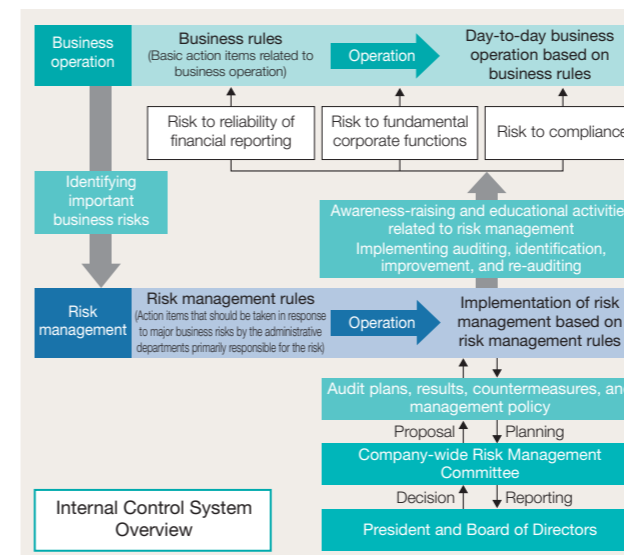 Business
operation
Business rules
(Basic action items related to
business operation)
Operation
Day-to-day business
operation based on
business rules
Risk to reliability of
financial reporting
Risk to fundamental
corporate functions
Risk to compliance
Identifying
important
business risks
Awareness-raising and educational activitie
related to risk management
Implementing auditing, identification,
improvement, and re-auditing
Risk
management
Risk management rules
(Action items that should be taken in response
to major business risks by the administrative
departments primarily responsible for the risk)
Operation
Implementation of risk
management based on
risk management rules
Audit plans, results, countermeasures, an
management policy
Proposal
Planning
Company-wide Risk Management
Committee
Decision
Reporting
President and Board of Directors
Internal Control System
Overview